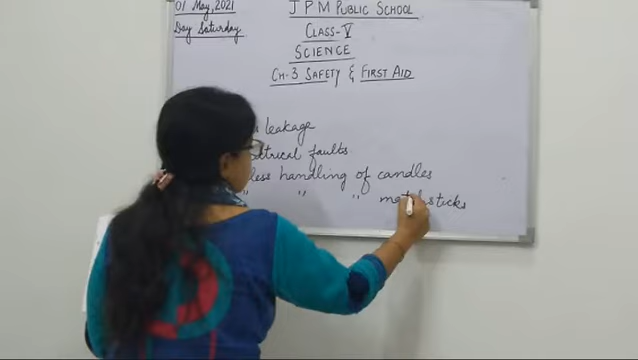 01 May, 2021
Day Saturday
J P M PUBLIC SCHOOL
CLASS-V
SCIENCE
CH-3 SAFETY & FIRST AID
leakage
faults.
handling of candles
" " "